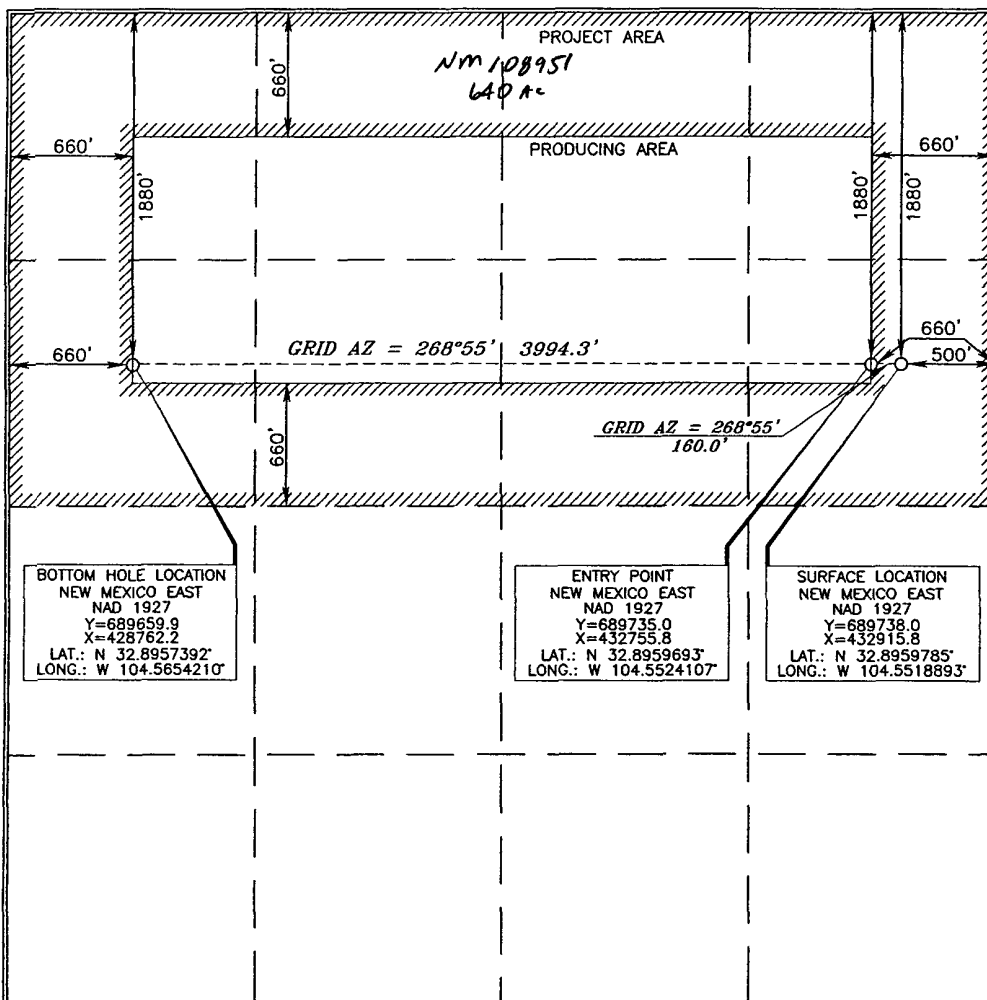 PROJECT AREA
NM 108951
640 Ac
660'
PRODUCING AREA
660'
660'
1880'
1880'
1880'
660'
GRID AZ = 268°55' 3994.3'
660'
500'
GRID AZ = 268°55'
160.0'
660'
BOTTOM HOLE LOCATION
NEW MEXICO EAST
NAD 1927
Y=689659.9
X=428762.2
LAT.: N 32.8957392°
LONG.: W 104.5654210°
ENTRY POINT
NEW MEXICO EAST
NAD 1927
Y=689735.0
X=432755.8
LAT.: N 32.8959693°
LONG.: W 104.5524107°
SURFACE LOCATION
NEW MEXICO EAST
NAD 1927
Y=689738.0
X=432915.8
LAT.: N 32.8959785°
LONG.: W 104.5518893°